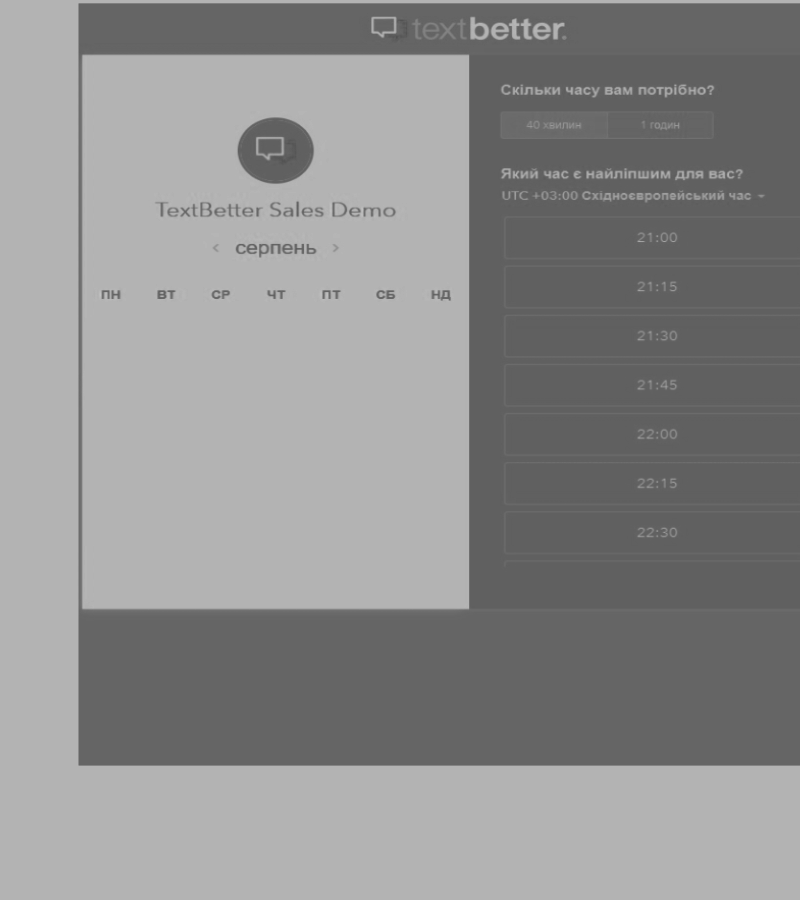 textbetter.
TextBetter Sales Demo
серпень
ПН ВТ СР ЧТ ПТ СБ НД
Скільки часу вам потрібно?
40 хвилин 1 годин
Який час є найліпшим для вас?
UTC +03:00 Східноєвропейський час
21:00
21:15
21:30
21:45
22:00
22:15
22:30